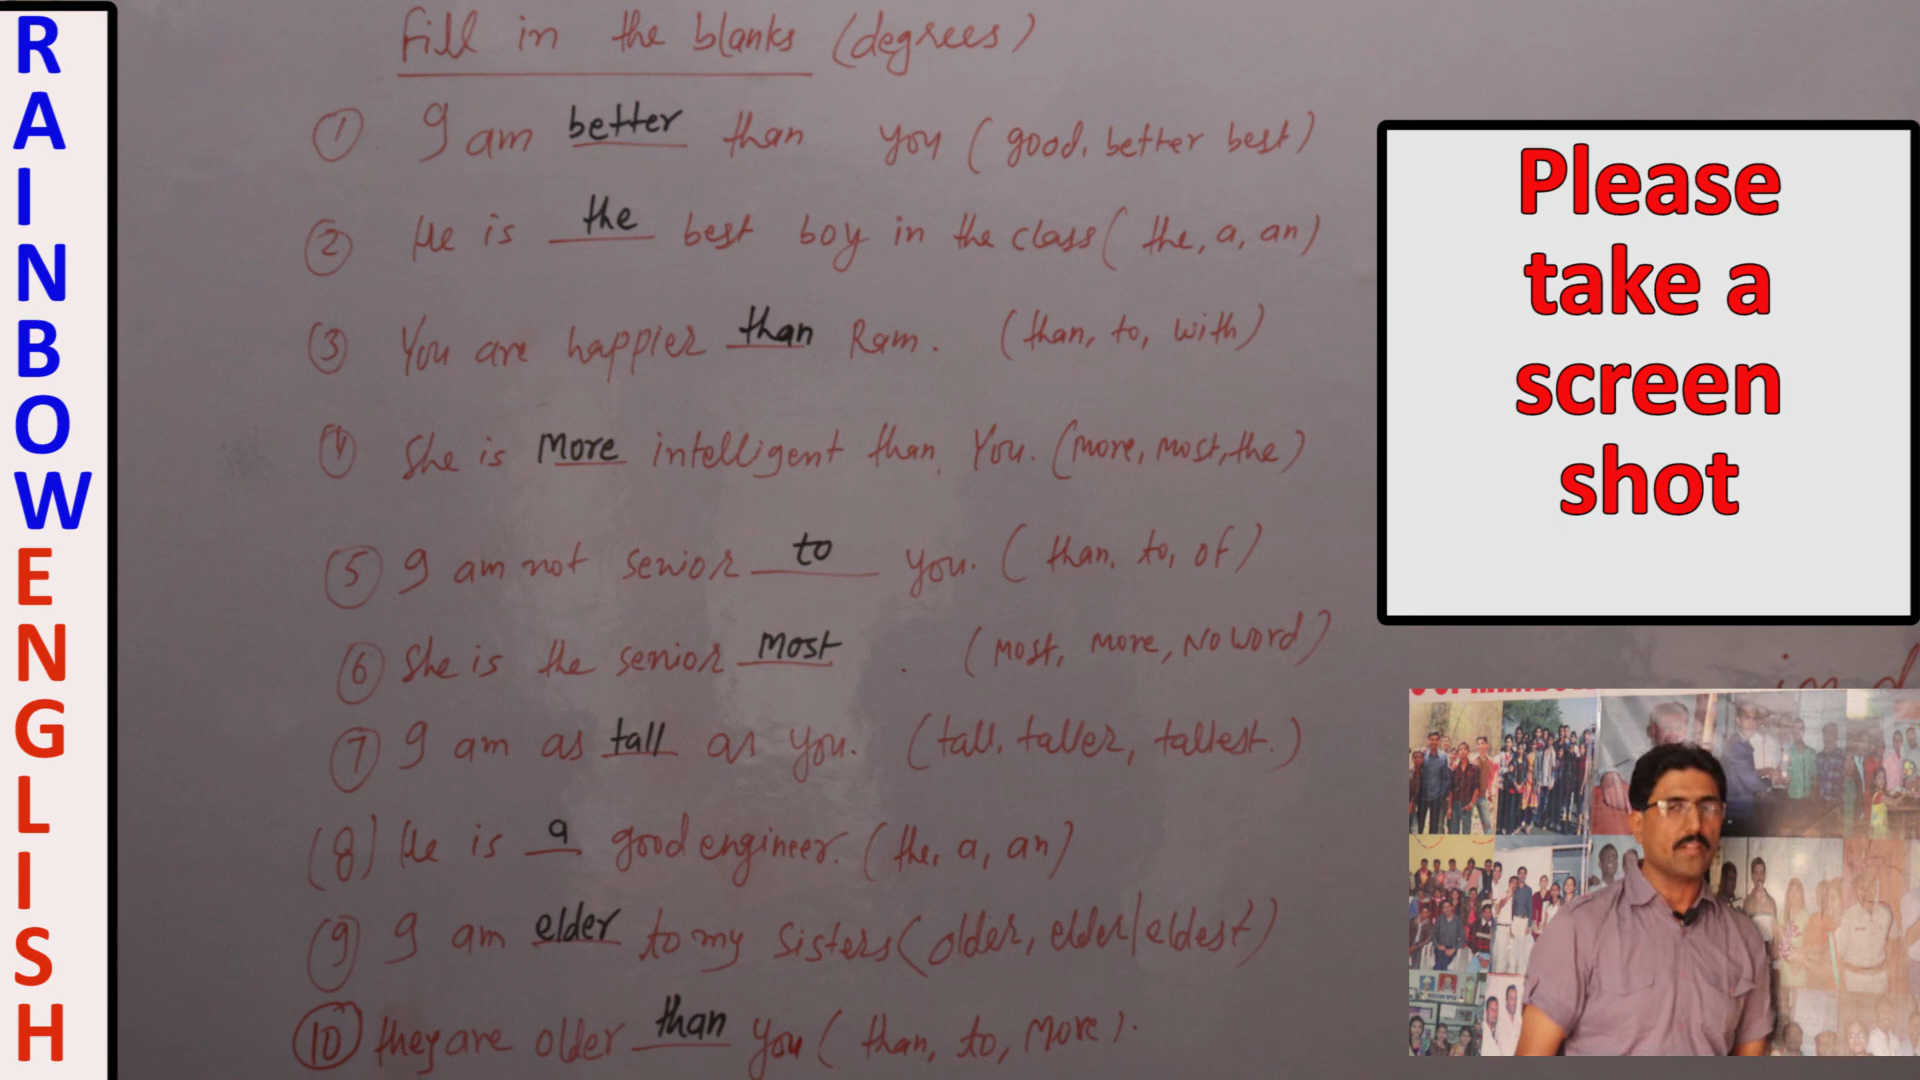 RAINBOW ENGLISH
Fill in the blanks (degrees)
① I am better than you (good, better best)
② He is the best boy in the class (the, a, an)
③ You are happier than Ram. (than, to, with)
④ She is more intelligent than You. (more, most, the)
⑤ I am not senior to you. (than, to, of)
⑥ She is the senior most . (most, more, No word)
⑦ I am as tall as you. (tall, taller, tallest.)
(8) He is a good engineer. (the, a, an)
⑨ I am elder to my sisters (older, elder/eldest)
⑩ they are older than you (than, to, more).
Please
take a
screen
shot